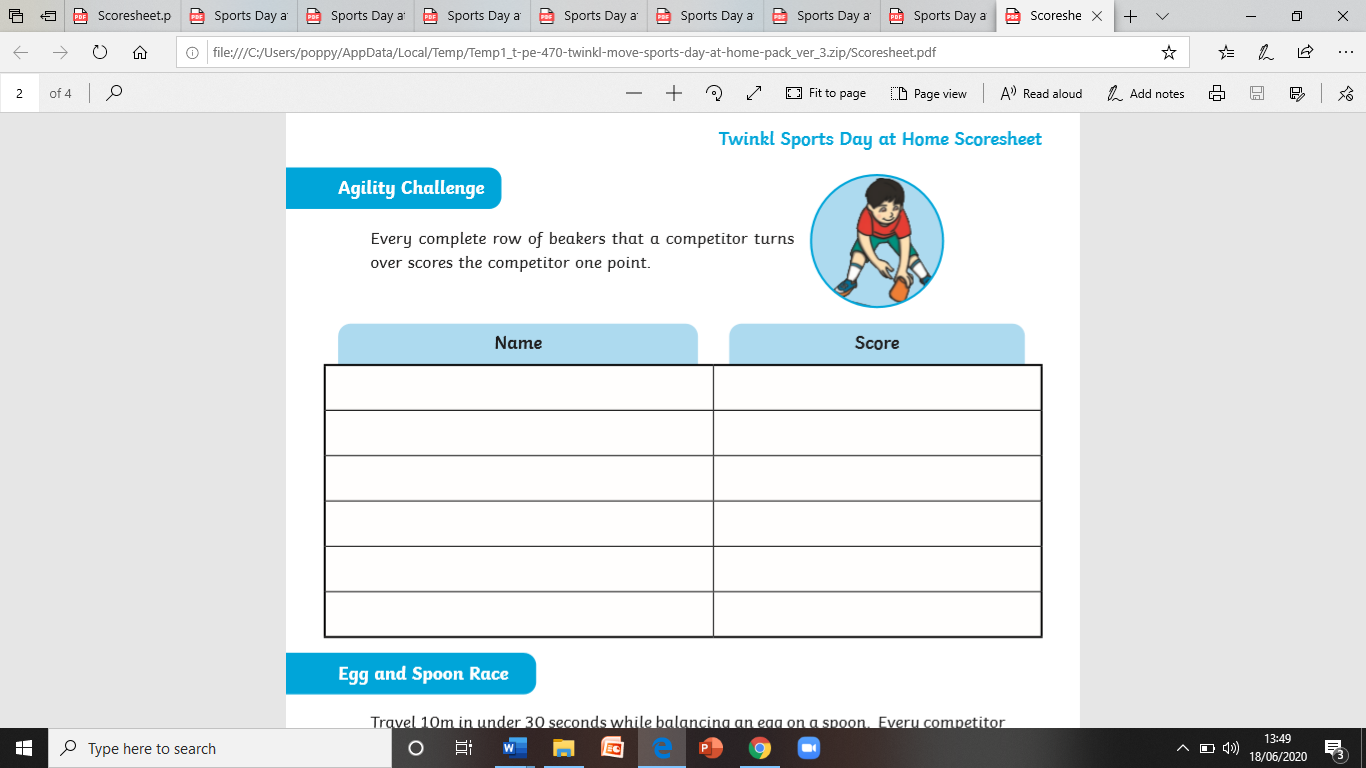 Scoresheet.p
Sports Day a
Sports Day a
Sports Day a
Sports Day a
Sports Day a
Sports Day a
Sports Day a
Scoreshe
file:///C:/Users/poppy/AppData/Local/Temp/Temp1_t-pe-470-twinkl-move-sports-day-at-home-pack_ver_3.zip/Scoresheet.pdf
2 of 4 Fit to page Page view Read aloud Add notes
Twinkl Sports Day at Home Scoresheet
Agility Challenge
Every complete row of beakers that a competitor turns
over scores the competitor one point.
Name Score
Egg and Spoon Race
Travel 10m in under 30 seconds while balancing an egg on a spoon. Every competitor
Type here to search
13:49
18/06/2020
3